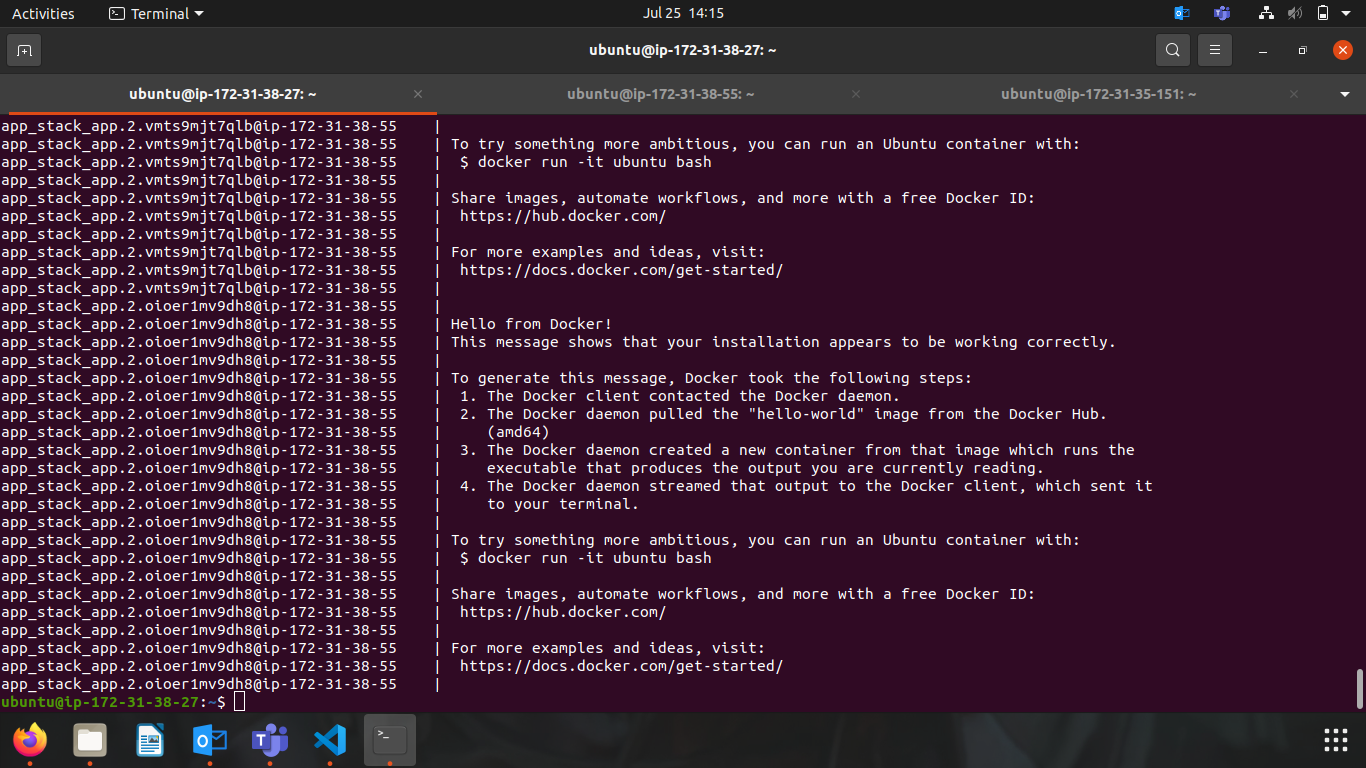 Activities
Terminal
Jul 25 14:15
ubuntu@ip-172-31-38-27: ~
ubuntu@ip-172-31-38-27: ~
ubuntu@ip-172-31-38-55: ~
ubuntu@ip-172-31-35-151: ~
app_stack_app.2.vmts9mjt7qlb@ip-172-31-38-55    |
app_stack_app.2.vmts9mjt7qlb@ip-172-31-38-55    | To try something more ambitious, you can run an Ubuntu container with:
app_stack_app.2.vmts9mjt7qlb@ip-172-31-38-55    |  $ docker run -it ubuntu bash
app_stack_app.2.vmts9mjt7qlb@ip-172-31-38-55    |
app_stack_app.2.vmts9mjt7qlb@ip-172-31-38-55    | Share images, automate workflows, and more with a free Docker ID:
app_stack_app.2.vmts9mjt7qlb@ip-172-31-38-55    |  https://hub.docker.com/
app_stack_app.2.vmts9mjt7qlb@ip-172-31-38-55    |
app_stack_app.2.vmts9mjt7qlb@ip-172-31-38-55    | For more examples and ideas, visit:
app_stack_app.2.vmts9mjt7qlb@ip-172-31-38-55    |  https://docs.docker.com/get-started/
app_stack_app.2.vmts9mjt7qlb@ip-172-31-38-55    |
app_stack_app.2.oioer1mv9dh8@ip-172-31-38-55    |
app_stack_app.2.oioer1mv9dh8@ip-172-31-38-55    | Hello from Docker!
app_stack_app.2.oioer1mv9dh8@ip-172-31-38-55    | This message shows that your installation appears to be working correctly.
app_stack_app.2.oioer1mv9dh8@ip-172-31-38-55    |
app_stack_app.2.oioer1mv9dh8@ip-172-31-38-55    | To generate this message, Docker took the following steps:
app_stack_app.2.oioer1mv9dh8@ip-172-31-38-55    |  1. The Docker client contacted the Docker daemon.
app_stack_app.2.oioer1mv9dh8@ip-172-31-38-55    |  2. The Docker daemon pulled the "hello-world" image from the Docker Hub.
app_stack_app.2.oioer1mv9dh8@ip-172-31-38-55    |     (amd64)
app_stack_app.2.oioer1mv9dh8@ip-172-31-38-55    |  3. The Docker daemon created a new container from that image which runs the
app_stack_app.2.oioer1mv9dh8@ip-172-31-38-55    |     executable that produces the output you are currently reading.
app_stack_app.2.oioer1mv9dh8@ip-172-31-38-55    |  4. The Docker daemon streamed that output to the Docker client, which sent it
app_stack_app.2.oioer1mv9dh8@ip-172-31-38-55    |     to your terminal.
app_stack_app.2.oioer1mv9dh8@ip-172-31-38-55    |
app_stack_app.2.oioer1mv9dh8@ip-172-31-38-55    | To try something more ambitious, you can run an Ubuntu container with:
app_stack_app.2.oioer1mv9dh8@ip-172-31-38-55    |  $ docker run -it ubuntu bash
app_stack_app.2.oioer1mv9dh8@ip-172-31-38-55    |
app_stack_app.2.oioer1mv9dh8@ip-172-31-38-55    | Share images, automate workflows, and more with a free Docker ID:
app_stack_app.2.oioer1mv9dh8@ip-172-31-38-55    |  https://hub.docker.com/
app_stack_app.2.oioer1mv9dh8@ip-172-31-38-55    |
app_stack_app.2.oioer1mv9dh8@ip-172-31-38-55    | For more examples and ideas, visit:
app_stack_app.2.oioer1mv9dh8@ip-172-31-38-55    |  https://docs.docker.com/get-started/
app_stack_app.2.oioer1mv9dh8@ip-172-31-38-55    |
ubuntu@ip-172-31-38-27:~$